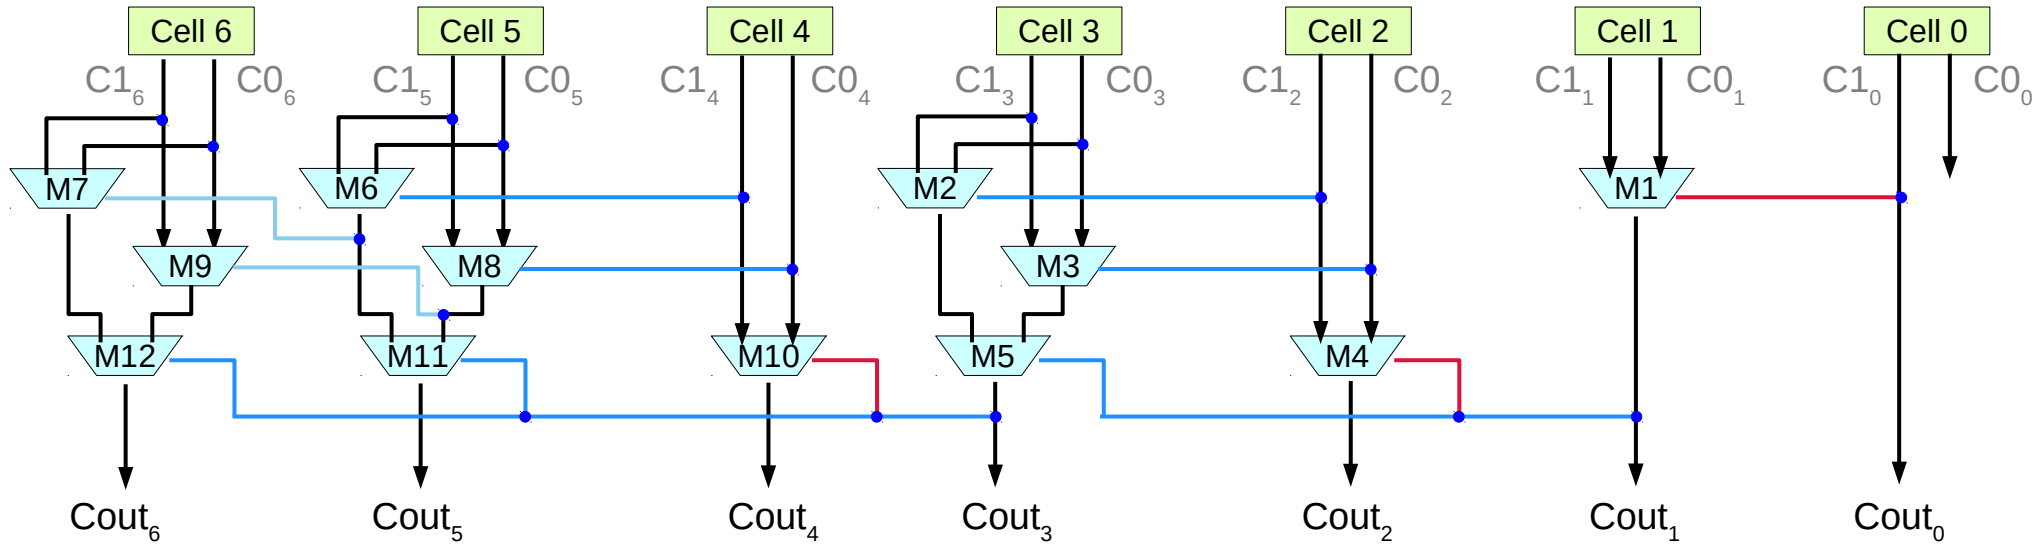 Cell 6 Cell 5 Cell 4 Cell 3 Cell 2 Cell 1 Cell 0
C1₆ C0₆ C1₅ C0₅ C1₄ C0₄ C1₃ C0₃ C1₂ C0₂ C1₁ C0₁ C1₀ C0₀
M7 M6 M2 M1
M9 M8 M3
M12 M11 M10 M5 M4
Cout₆ Cout₅ Cout₄ Cout₃ Cout₂ Cout₁ Cout₀